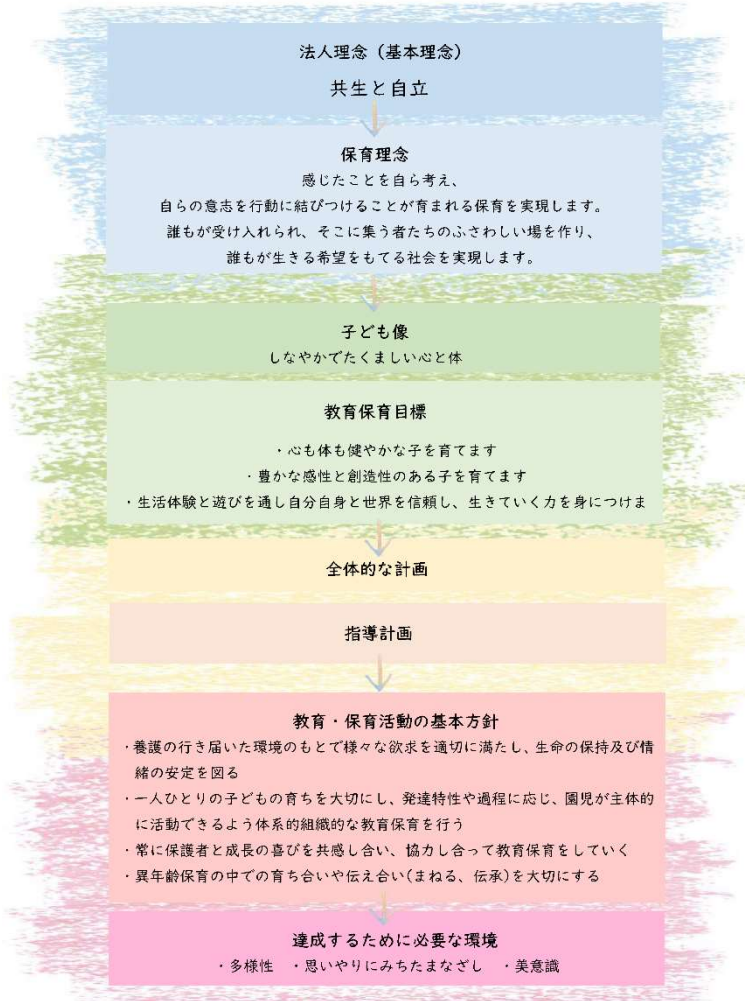 法人理念（基本理念）
共生と自立
保育理念
感じたことを自ら考え、
自らの意志を行動に結びつけることが育まれる保育を実現します。
誰もが受け入れられ、そこに集う者たちのふさわしい場を作り、
誰もが生きる希望をもてる社会を実現します。
子ども像
しなやかでたくましい心と体
教育保育目標
・心も体も健やかな子を育てます
・豊かな感性と創造性のある子を育てます
・生活体験と遊びを通し自分自身と世界を信頼し、生きていく力を身につけま
全体的な計画
指導計画
教育・保育活動の基本方針
・養護の行き届いた環境のもとで様々な欲求を適切に満たし、生命の保持及び情
緒の安定を図る
・一人ひとりの子どもの育ちを大切にし、発達特性や過程に応じ、園児が主体的
に活動できるよう体系的組織的な教育保育を行う
・常に保護者と成長の喜びを共感し合い、協力し合って教育保育をしていく
・異年齢保育の中での育ち合いや伝え合い(まねる、伝承)を大切にする
達成するために必要な環境
・多様性　・思いやりにみちたまなざし　・美意識